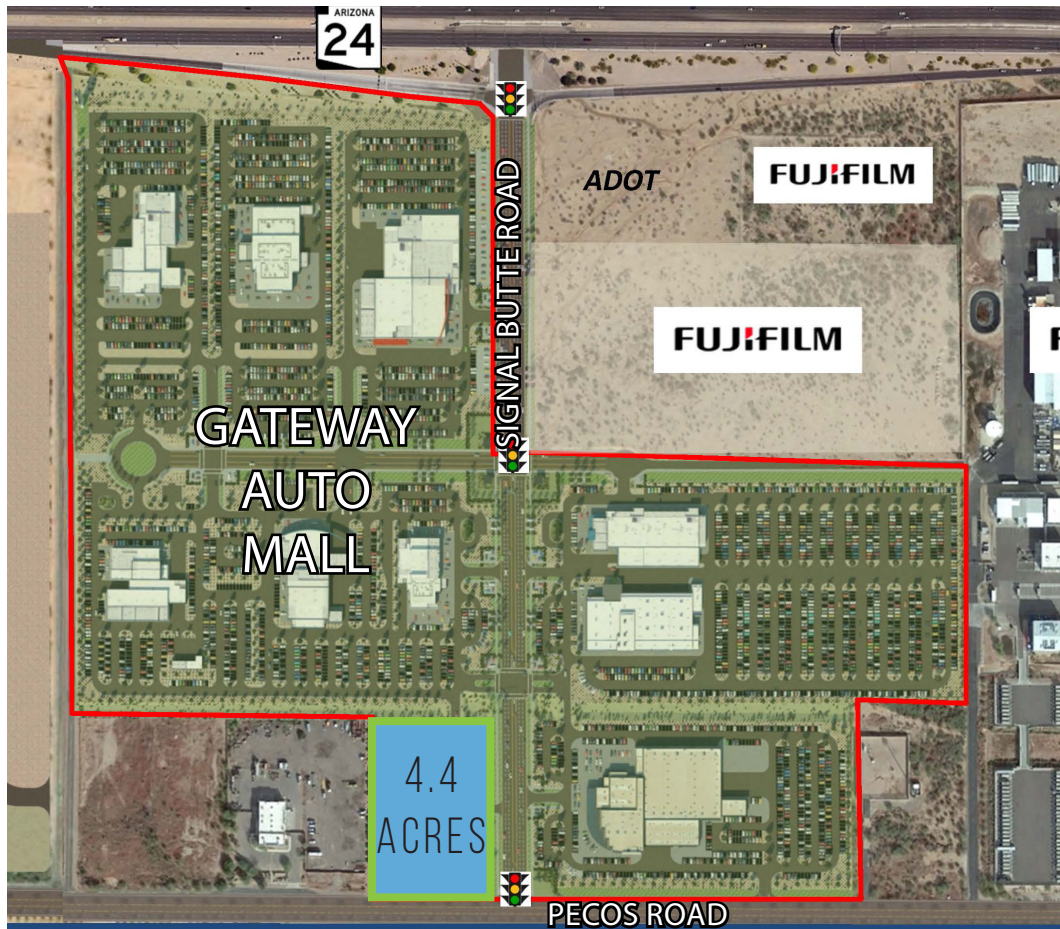 ARIZONA
24
ADOT
FUJIFILM
SIGNAL BUTTE ROAD
FUJIFILM
F
GATEWAY
AUTO
MALL
4.4
ACRES
PECOS ROAD